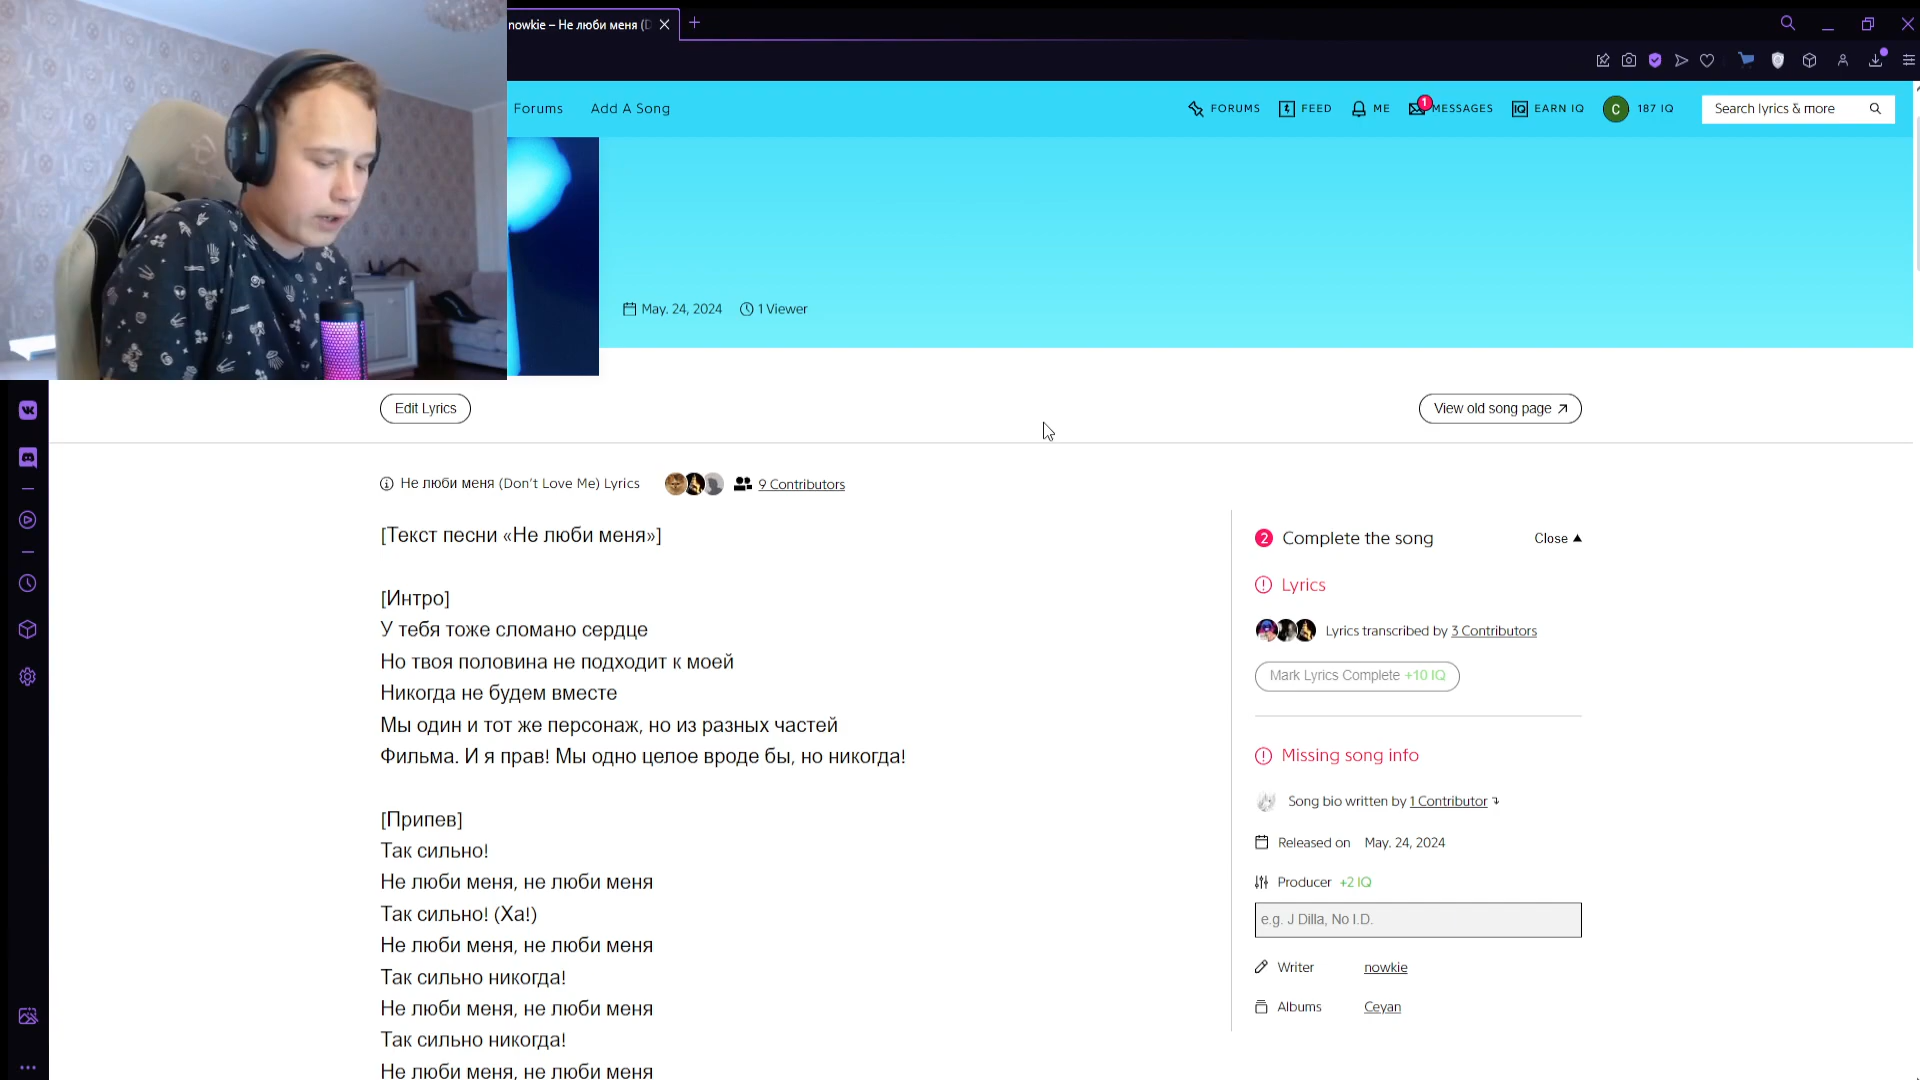 nowkie – Не люби меня (D
Forums
Add A Song
FORUMS
FEED
ME
1
MESSAGES
IQ
EARN IQ
C
187 IQ
Search lyrics & more
May. 24, 2024
1 Viewer
Edit Lyrics
View old song page
Не люби меня (Don't Love Me) Lyrics
9 Contributors
[Текст песни «Не люби меня»]
[Интро]
У тебя тоже сломано сердце
Но твоя половина не подходит к моей
Никогда не будем вместе
Мы один и тот же персонаж, но из разных частей
Фильма. И я прав! Мы одно целое вроде бы, но никогда!
[Припев]
Так сильно!
Не люби меня, не люби меня
Так сильно! (Ха!)
Не люби меня, не люби меня
Так сильно никогда!
Не люби меня, не люби меня
Так сильно никогда!
Не люби меня, не люби меня
2 Complete the song
Close
Lyrics
Lyrics transcribed by 3 Contributors
Mark Lyrics Complete +10 IQ
Missing song info
Song bio written by 1 Contributor
Released on May. 24, 2024
Producer +2 IQ
e.g. J Dilla, No I.D.
Writer nowkie
Albums Ceyan